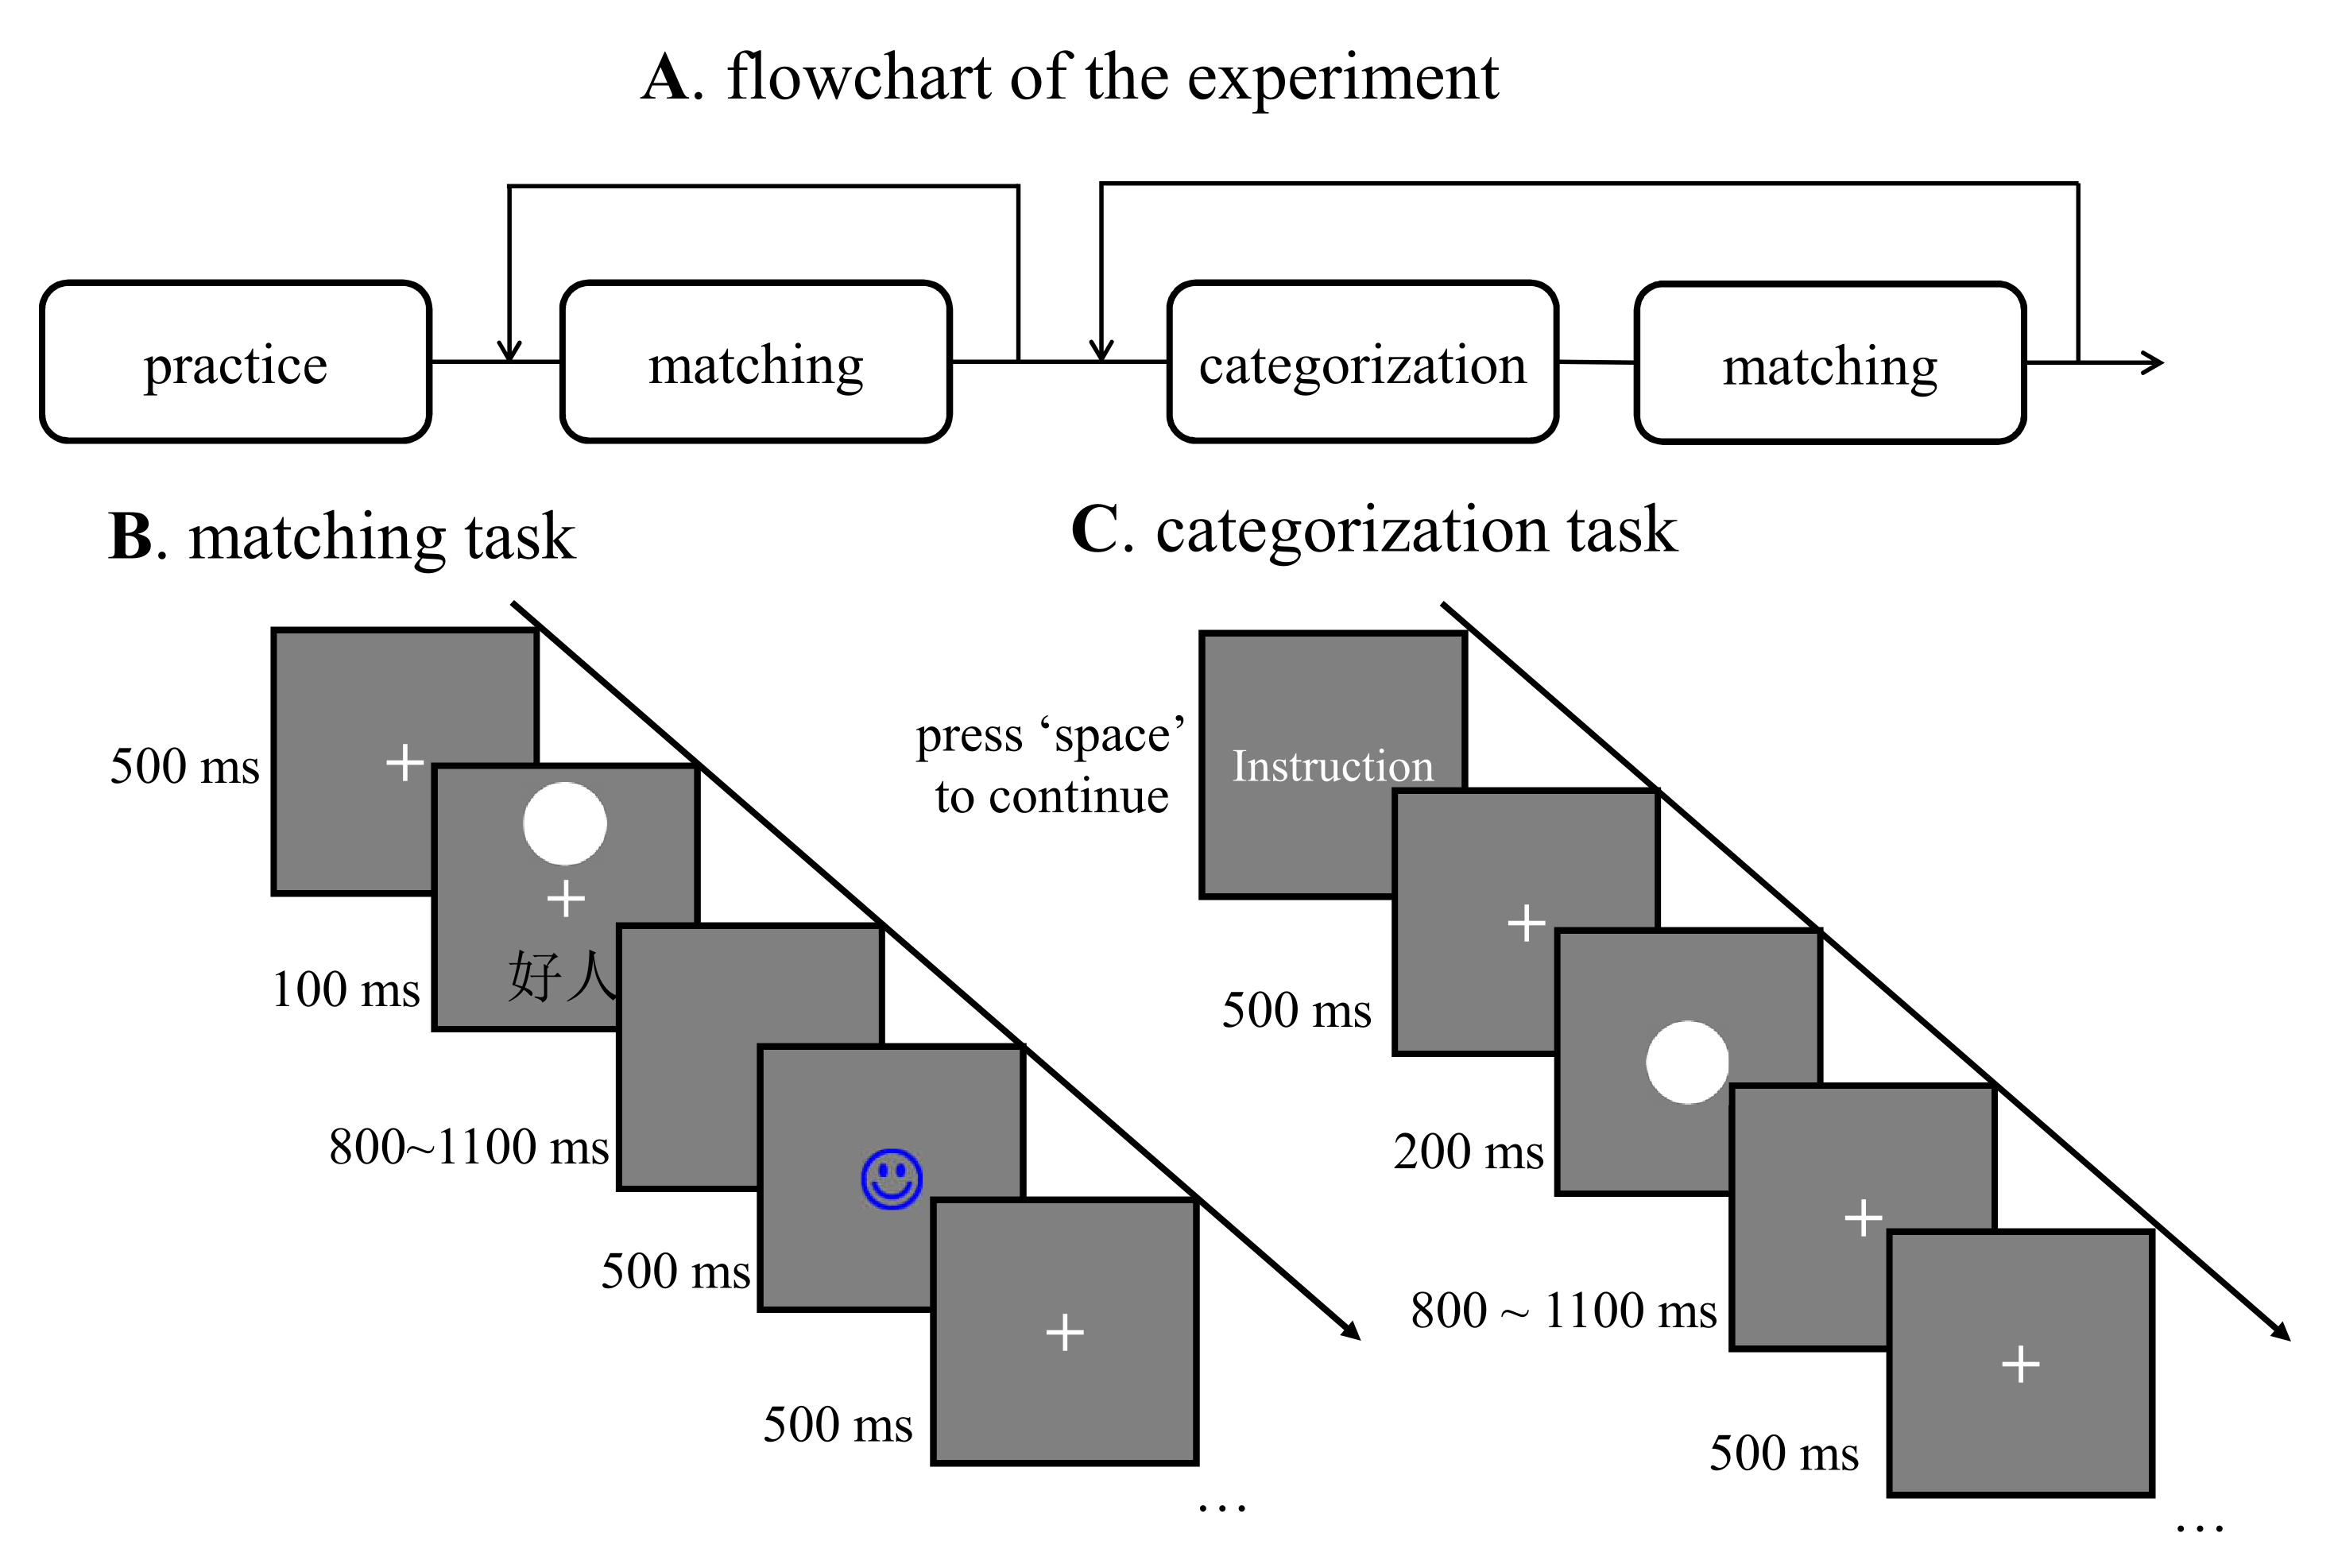 A. flowchart of the experiment
practice
matching
categorization
matching
B. matching task
500 ms
100 ms
好人
800~1100 ms
500 ms
500 ms
…
C. categorization task
press ‘space’
to continue
Instruction
500 ms
200 ms
800 ~ 1100 ms
500 ms
…